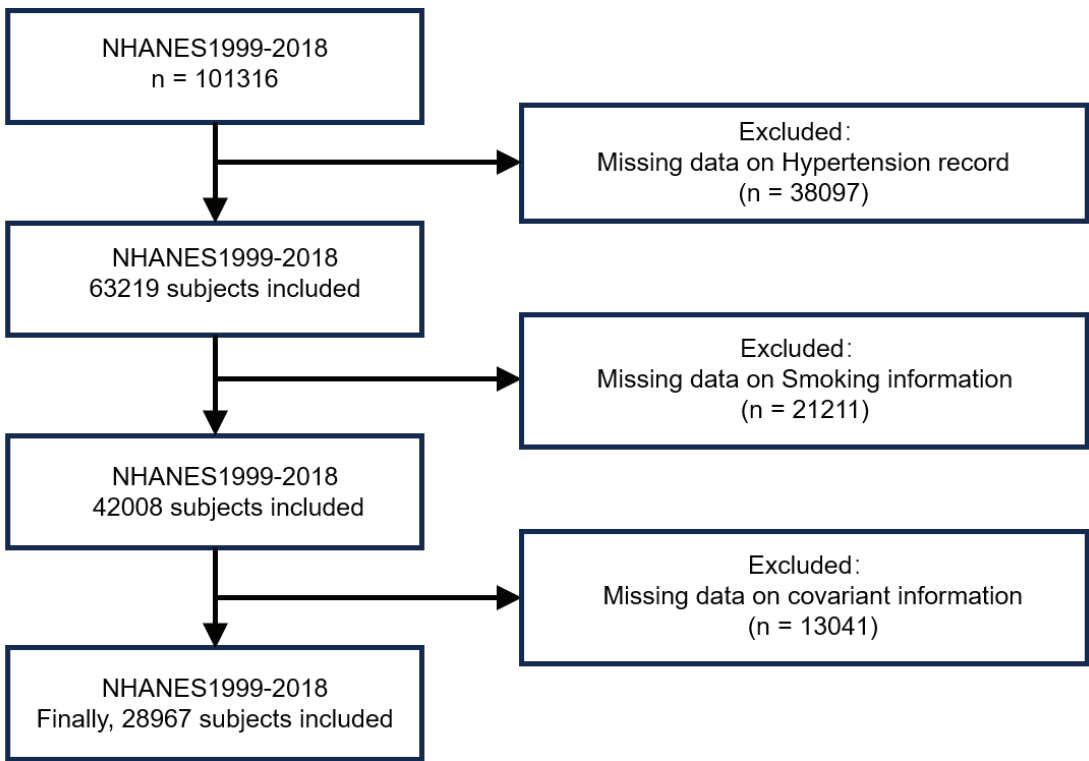 NHANES1999-2018
n = 101316
Excluded:
Missing data on Hypertension record
(n = 38097)
NHANES1999-2018
63219 subjects included
Excluded:
Missing data on Smoking information
(n = 21211)
NHANES1999-2018
42008 subjects included
Excluded:
Missing data on covariant information
(n = 13041)
NHANES1999-2018
Finally, 28967 subjects included